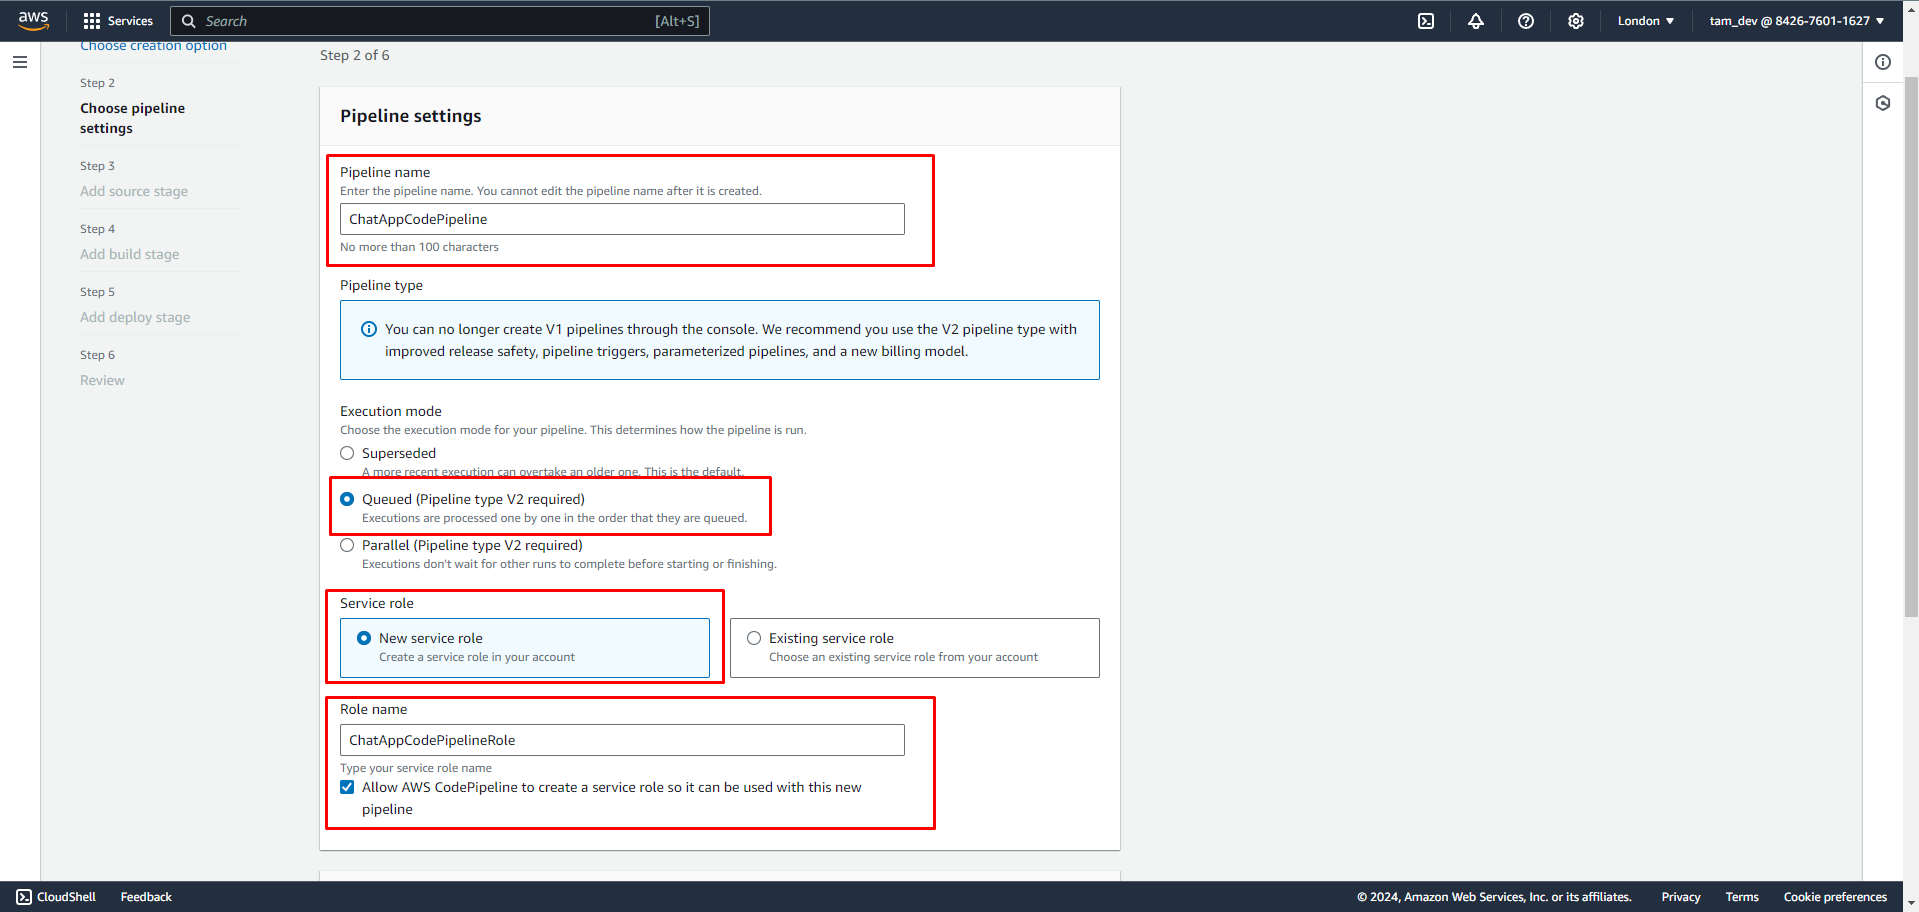 aws
Services
Search
[Alt+S]
London
tam_dev @ 8426-7601-1627
Choose creation option
Step 2
Choose pipeline
settings
Step 3
Add source stage
Step 4
Add build stage
Step 5
Add deploy stage
Step 6
Review
Step 2 of 6
Pipeline settings
Pipeline name
Enter the pipeline name. You cannot edit the pipeline name after it is created.
ChatAppCodePipeline
No more than 100 characters
Pipeline type
You can no longer create V1 pipelines through the console. We recommend you use the V2 pipeline type with
improved release safety, pipeline triggers, parameterized pipelines, and a new billing model.
Execution mode
Choose the execution mode for your pipeline. This determines how the pipeline is run.
Superseded
A more recent execution can overtake an older one. This is the default.
Queued (Pipeline type V2 required)
Executions are processed one by one in the order that they are queued.
Parallel (Pipeline type V2 required)
Executions don't wait for other runs to complete before starting or finishing.
Service role
New service role
Create a service role in your account
Existing service role
Choose an existing service role from your account
Role name
ChatAppCodePipelineRole
Type your service role name
Allow AWS CodePipeline to create a service role so it can be used with this new
pipeline
CloudShell
Feedback
© 2024, Amazon Web Services, Inc. or its affiliates.
Privacy
Terms
Cookie preferences